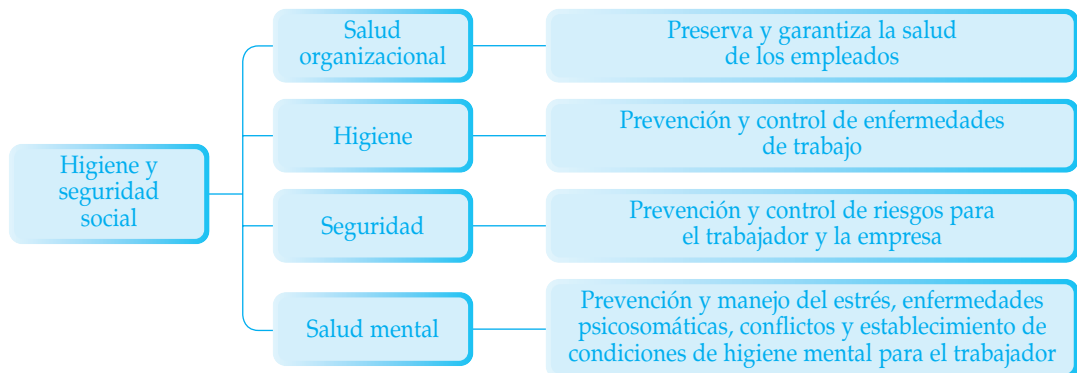 Higiene y
seguridad
social
Salud
organizacional
Preserva y garantiza la salud
de los empleados
Higiene
Prevención y control de enfermedades
de trabajo
Seguridad
Prevención y control de riesgos para
el trabajador y la empresa
Salud mental
Prevención y manejo del estrés, enfermedades
psicosomáticas, conflictos y establecimiento de
condiciones de higiene mental para el trabajador